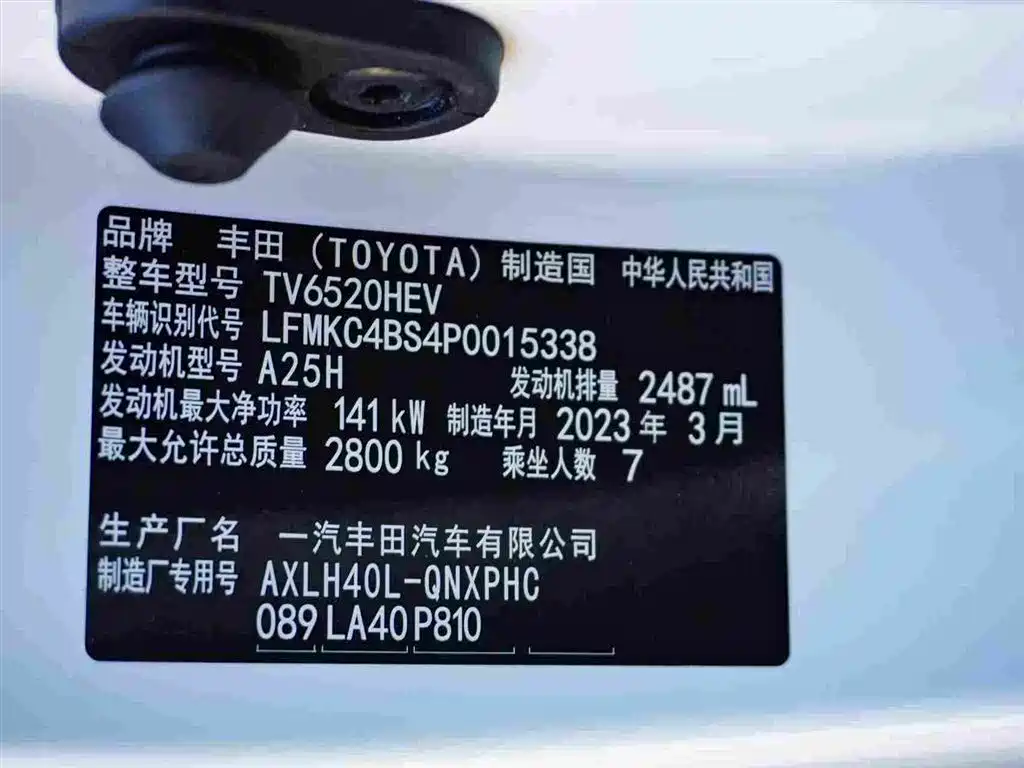 品牌 丰田（TOYOTA）制造国 中华人民共和国
整车型号 TV6520HEV
车辆识别代号 LFMKC4BS4P0015338
发动机型号 A25H 发动机排量 2487 mL
发动机最大净功率 141 kW 制造年月 2023 年 3 月
最大允许总质量 2800 kg 乘坐人数 7
生产厂名 一汽丰田汽车有限公司
制造厂专用号 AXLH40L-QNXPHC
089 LA40 P810